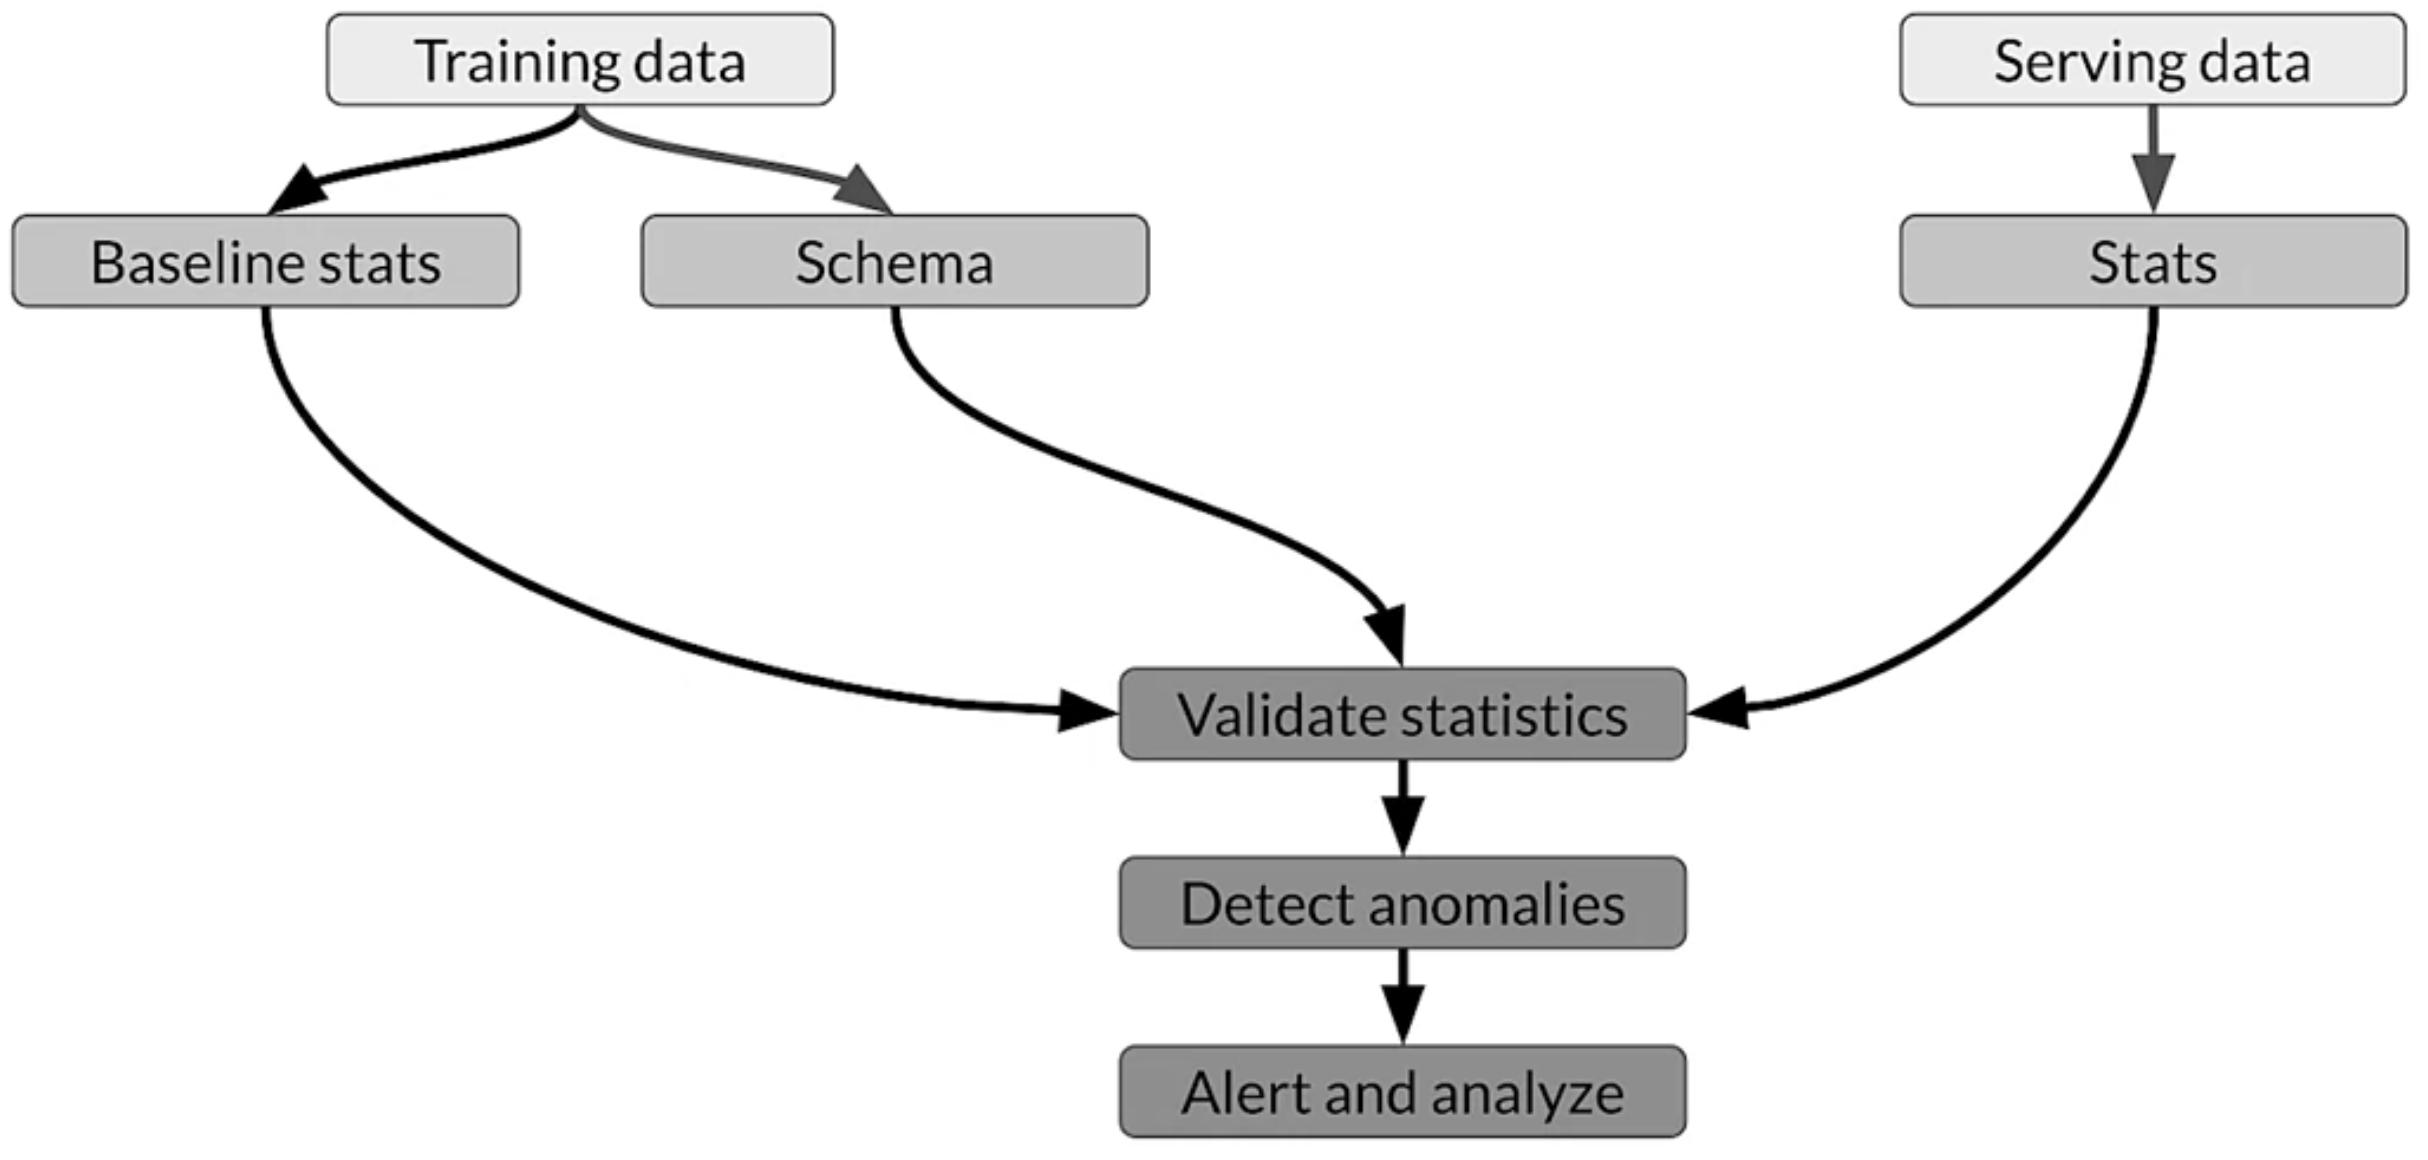 Training data
Serving data
Baseline stats
Schema
Stats
Validate statistics
Detect anomalies
Alert and analyze